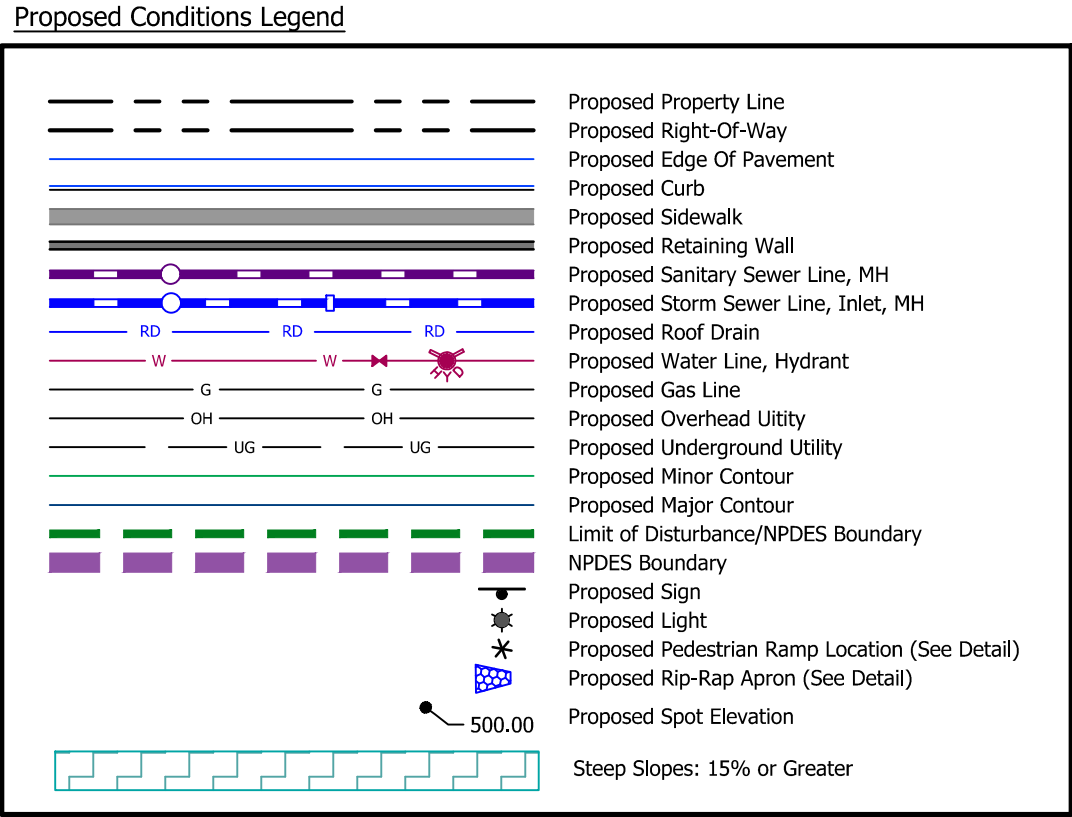 Proposed Conditions Legend
Proposed Property Line
Proposed Right-Of-Way
Proposed Edge Of Pavement
Proposed Curb
Proposed Sidewalk
Proposed Retaining Wall
Proposed Sanitary Sewer Line, MH
Proposed Storm Sewer Line, Inlet, MH
RD RD RD Proposed Roof Drain
W W HYD Proposed Water Line, Hydrant
G G Proposed Gas Line
OH OH Proposed Overhead Uitity
UG UG Proposed Underground Utility
Proposed Minor Contour
Proposed Major Contour
Limit of Disturbance/NPDES Boundary
NPDES Boundary
Proposed Sign
Proposed Light
Proposed Pedestrian Ramp Location (See Detail)
Proposed Rip-Rap Apron (See Detail)
500.00 Proposed Spot Elevation
Steep Slopes: 15% or Greater